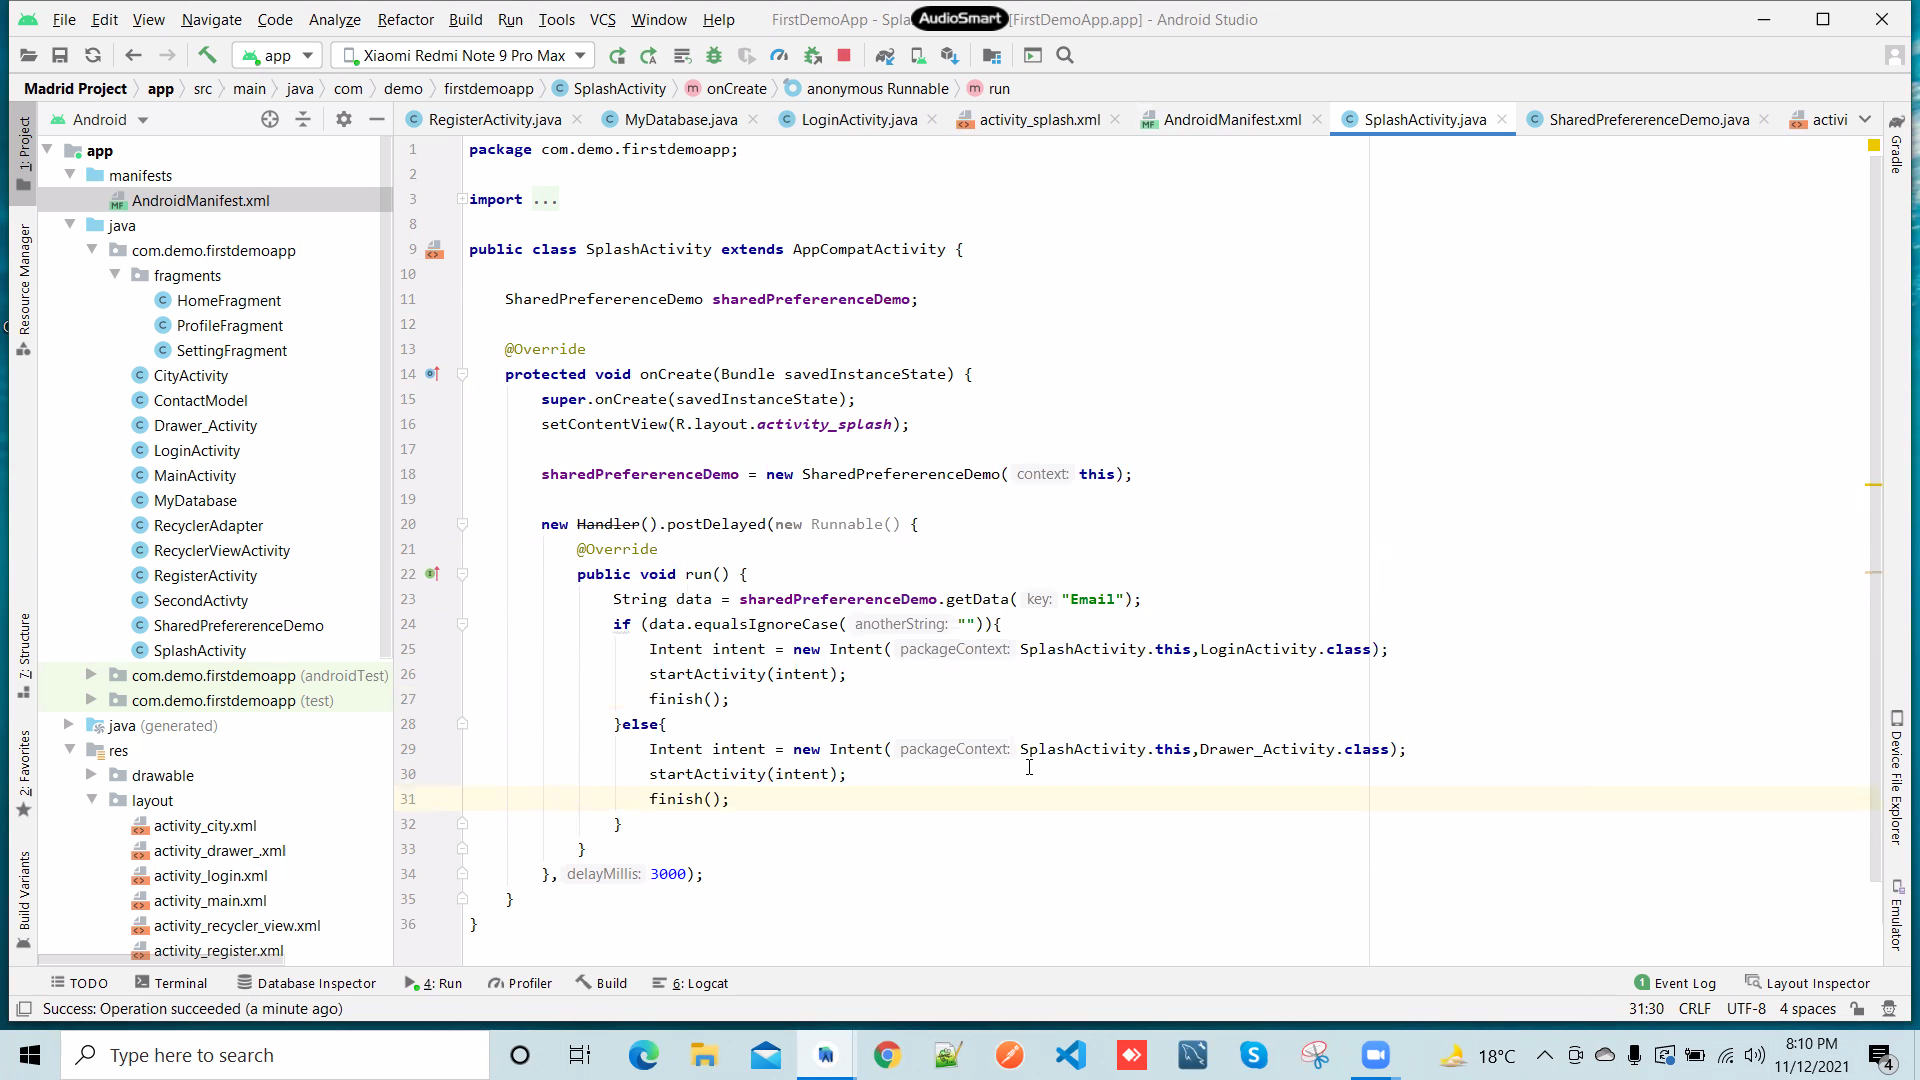 File Edit View Navigate Code Analyze Refactor Build Run Tools VCS Window Help FirstDemoApp - Spla AudioSmart [FirstDemoApp.app] - Android Studio
app Xiaomi Redmi Note 9 Pro Max
Madrid Project app src main java com demo firstdemoapp SplashActivity onCreate anonymous Runnable run
Android RegisterActivity.java MyDatabase.java LoginActivity.java activity_splash.xml AndroidManifest.xml SplashActivity.java SharedPrefererenceDemo.java activi
1: Project
Resource Manager
7: Structure
2: Favorites
Build Variants
app
manifests
AndroidManifest.xml
java
com.demo.firstdemoapp
fragments
HomeFragment
ProfileFragment
SettingFragment
CityActivity
ContactModel
Drawer_Activity
LoginActivity
MainActivity
MyDatabase
RecyclerAdapter
RecyclerViewActivity
RegisterActivity
SecondActivty
SharedPrefererenceDemo
SplashActivity
com.demo.firstdemoapp (androidTest)
com.demo.firstdemoapp (test)
java (generated)
res
drawable
layout
activity_city.xml
activity_drawer_.xml
activity_login.xml
activity_main.xml
activity_recycler_view.xml
activity_register.xml
1 package com.demo.firstdemoapp;
2
3 import ...
8
9 public class SplashActivity extends AppCompatActivity {
10
11 SharedPrefererenceDemo sharedPrefererenceDemo;
12
13 @Override
14 protected void onCreate(Bundle savedInstanceState) {
15 super.onCreate(savedInstanceState);
16 setContentView(R.layout.activity_splash);
17
18 sharedPrefererenceDemo = new SharedPrefererenceDemo( context: this);
19
20 new Handler().postDelayed(new Runnable() {
21 @Override
22 public void run() {
23 String data = sharedPrefererenceDemo.getData( key: "Email");
24 if (data.equalsIgnoreCase( anotherString: "")){
25 Intent intent = new Intent( packageContext: SplashActivity.this,LoginActivity.class);
26 startActivity(intent);
27 finish();
28 }else{
29 Intent intent = new Intent( packageContext: SplashActivity.this,Drawer_Activity.class);
30 startActivity(intent);
31 finish();
32 }
33 }
34 }, delayMillis: 3000);
35 }
36 }
Gradle
Device File Explorer
Emulator
TODO Terminal Database Inspector 4: Run Profiler Build 6: Logcat 1 Event Log Layout Inspector
Success: Operation succeeded (a minute ago) 31:30 CRLF UTF-8 4 spaces
Type here to search 18°C 8:10 PM
11/12/2021 4